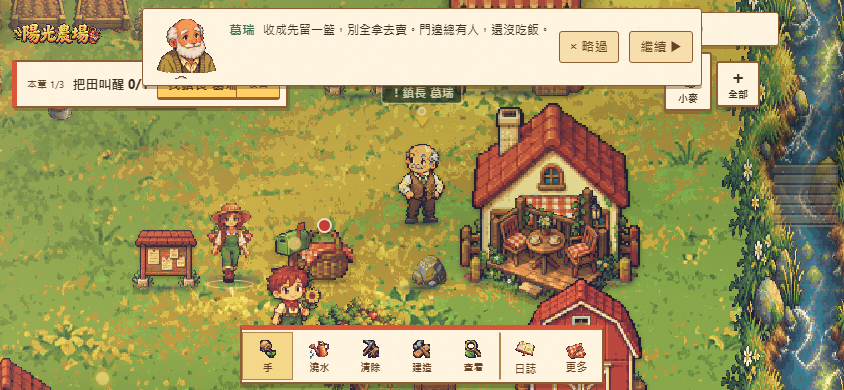 陽光農場
葛瑞 收成先留一籃，別全拿去賣。門邊總有人，還沒吃飯。
× 略過
繼續 ▶
本章 1/3 把田叫醒 0/
小麥
+
全部
！鎮長 葛瑞
手
澆水
清除
建造
查看
日誌
更多